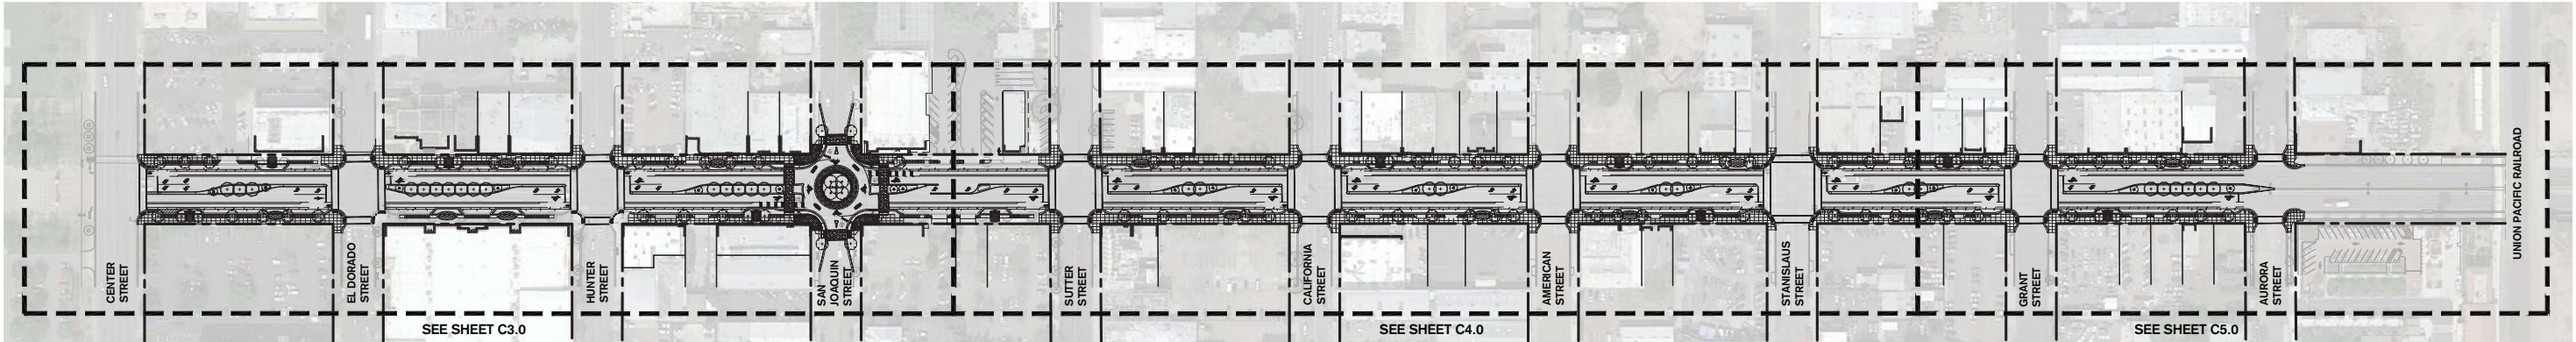 CENTER
STREET
EL DORADO
STREET
HUNTER
STREET
SAN
JOAQUIN
STREET
SUTTER
STREET
CALIFORNIA
STREET
AMERICAN
STREET
STANISLAUS
STREET
GRANT
STREET
AURORA
STREET
UNION PACIFIC RAILROAD
SEE SHEET C3.0
SEE SHEET C4.0
SEE SHEET C5.0